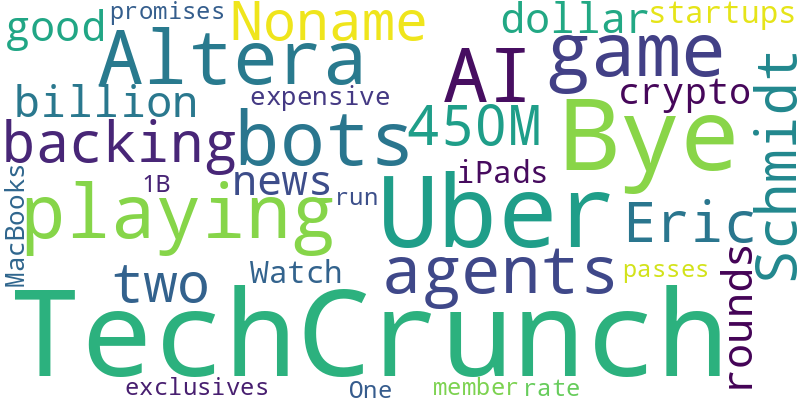 promises
good
Noname
dollar
startups
Altera
AI
game
Schmidt
billion
expensive
crypto
backing
bots
450M
Bye
MacBooks
1B
news
iPads
run
playing
Uber
Eric
two
Watch
agents
passes
rounds
TechCrunch
exclusives
One
member
rate